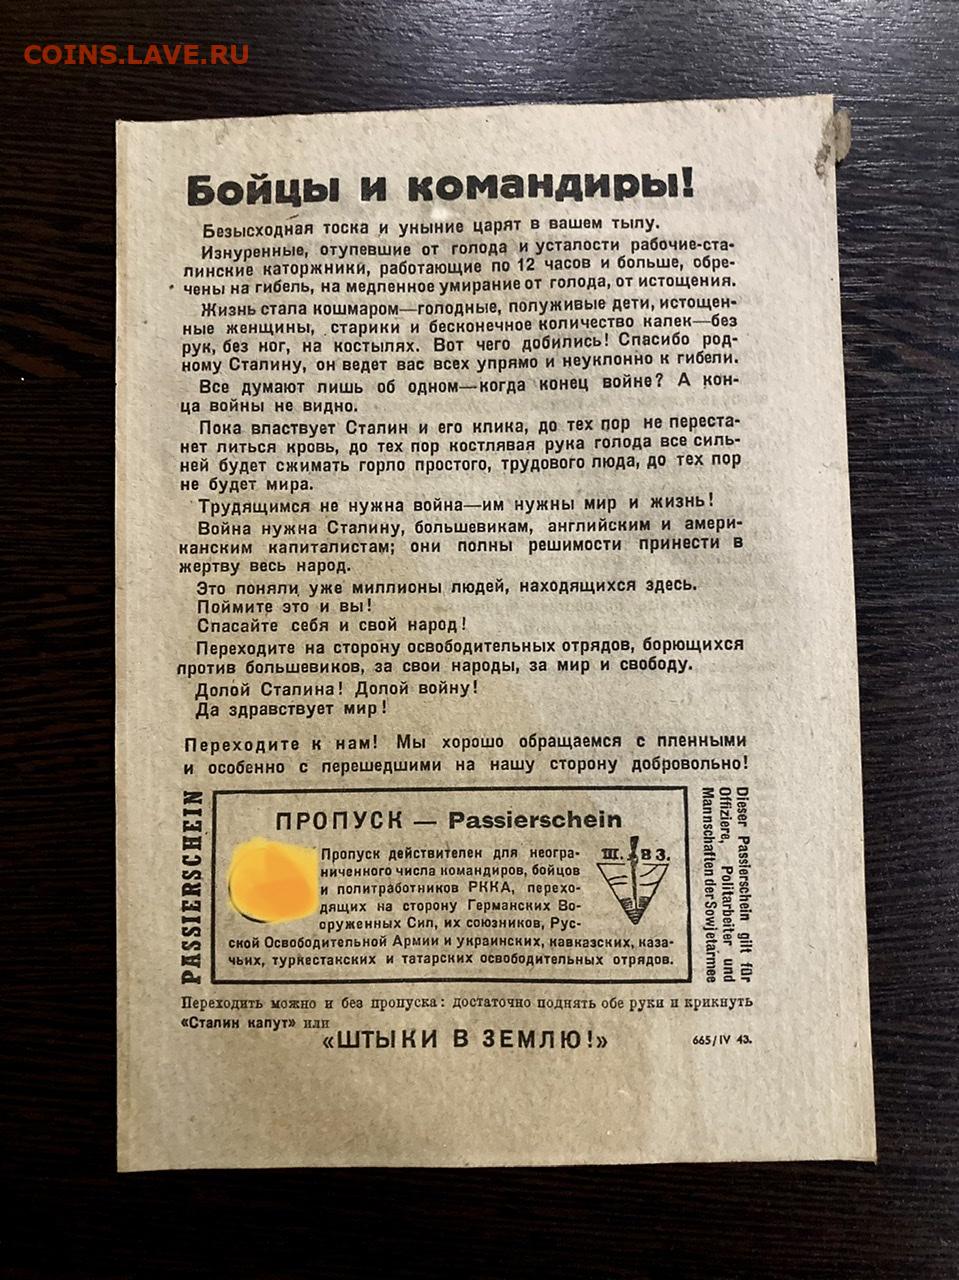 COINS.LAVE.RU
Бойцы и командиры!
Безысходная тоска и уныние царят в вашем тылу.
Изнуренные, отупевшие от голода и усталости рабочие-ста-
линские каторжники, работающие по 12 часов и больше, обре-
чены на гибель, на медленное умирание от голода, от истощения.
Жизнь стала кошмаром—голодные, полуживые дети, истощен-
ные женщины, старики и бесконечное количество калек—без
рук, без ног, на костылях. Вот чего добились! Спасибо род-
ному Сталину, он ведет вас всех упрямо и неуклонно к гибели.
Все думают лишь об одном—когда конец войне? А кон-
ца войны не видно.
Пока властвует Сталин и его клика, до тех пор не переста-
нет литься кровь, до тех пор костлявая рука голода все силь-
ней будет сжимать горло простого, трудового люда, до тех пор
не будет мира.
Трудящимся не нужна война—им нужны мир и жизнь!
Война нужна Сталину, большевикам, английским и амери-
канским капиталистам; они полны решимости принести в
жертву весь народ.
Это поняли уже миллионы людей, находящихся здесь.
Поймите это и вы!
Спасайте себя и свой народ!
Переходите на сторону освободительных отрядов, борющихся
против большевиков, за свои народы, за мир и свободу.
Долой Сталина! Долой войну!
Да здравствует мир!
Переходите к нам! Мы хорошо обращаемся с пленными
и особенно с перешедшими на нашу сторону добровольно!
PASSIERSCHEIN
ПРОПУСК — Passierschein
Пропуск действителен для неогра-
ниченного числа командиров, бойцов
и политработников РККА, перехо-
дящих на сторону Германских Во-
оруженных Сил, их союзников, Рус-
ской Освободительной Армии и украинских, кавказских, каза-
чьих, туркестанских и татарских освободительных отрядов.
Ш. В З.
Dieser Passierschein gilt für
Offiziere, Politarbeiter und
Mannschaften der Sowjetarmee
Переходить можно и без пропуска: достаточно поднять обе руки и крикнуть
«Сталин капут» или
«ШТЫКИ В ЗЕМЛЮ!»
665/IV 43.